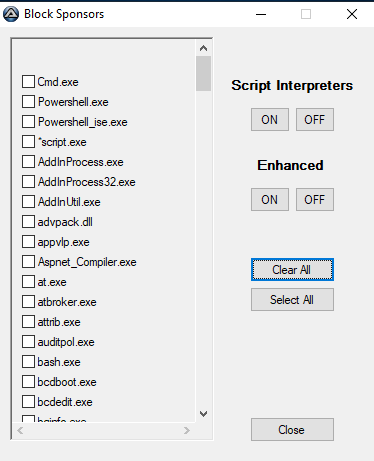 Block Sponsors
Cmd.exe
Powershell.exe
Powershell_ise.exe
*script.exe
AddInProcess.exe
AddInProcess32.exe
AddInUtil.exe
advpack.dll
appvlp.exe
Aspnet_Compiler.exe
at.exe
atbroker.exe
attrib.exe
auditpol.exe
bash.exe
bcdboot.exe
bcdedit.exe
bginfo.exe
Script Interpreters
ON OFF
Enhanced
ON OFF
Clear All
Select All
Close